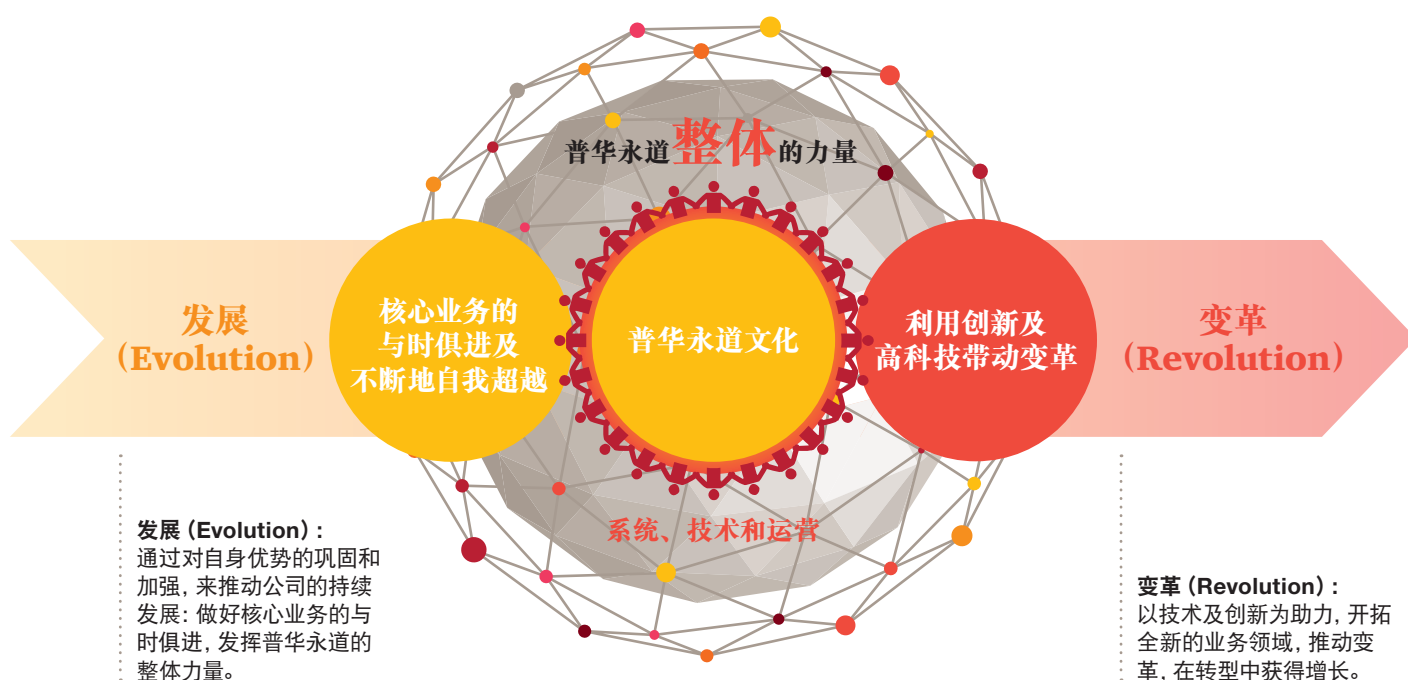 普华永道整体的力量
发展
(Evolution)
核心业务的
与时俱进及
不断地自我超越
普华永道文化
利用创新及
高科技带动变革
变革
(Revolution)
系统、技术和运营
发展 (Evolution) :
通过对自身优势的巩固和
加强, 来推动公司的持续
发展: 做好核心业务的与
时俱进, 发挥普华永道的
整体力量。
变革 (Revolution) :
以技术及创新为助力, 开拓
全新的业务领域, 推动变
革, 在转型中获得增长。